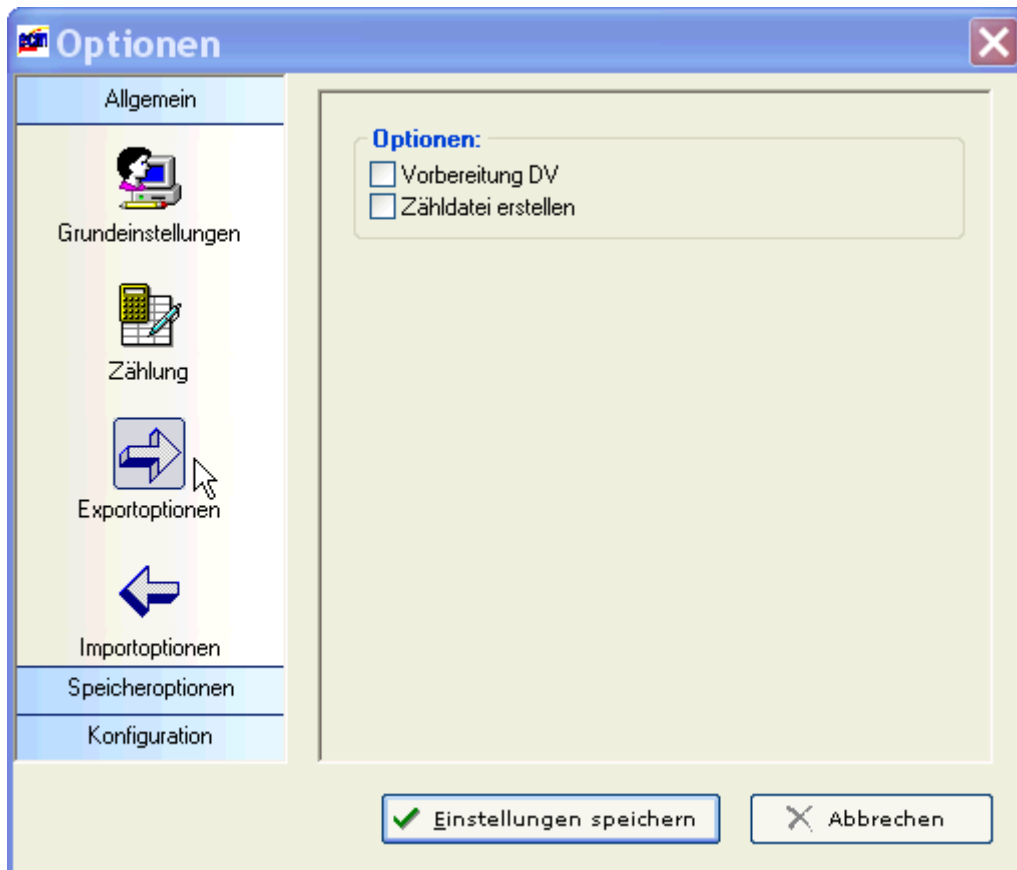 Optionen
Allgemein
Grundeinstellungen
Zählung
Exportoptionen
Importoptionen
Speicheroptionen
Konfiguration
Optionen:
Vorbereitung DV
Zähldatei erstellen
Einstellungen speichern
Abbrechen